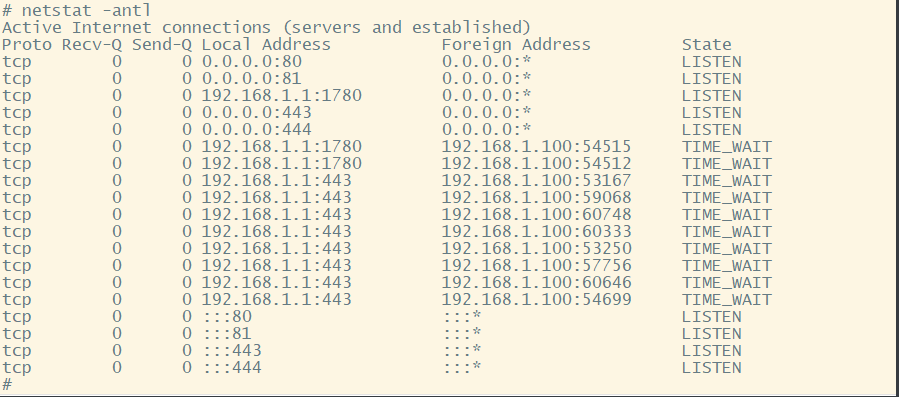 # netstat -antl
Active Internet connections (servers and established)
Proto Recv-Q Send-Q Local Address           Foreign Address         State
tcp        0      0 0.0.0.0:80              0.0.0.0:*               LISTEN
tcp        0      0 0.0.0.0:81              0.0.0.0:*               LISTEN
tcp        0      0 192.168.1.1:1780        0.0.0.0:*               LISTEN
tcp        0      0 0.0.0.0:443             0.0.0.0:*               LISTEN
tcp        0      0 0.0.0.0:444             0.0.0.0:*               LISTEN
tcp        0      0 192.168.1.1:1780        192.168.1.100:54515     TIME_WAIT
tcp        0      0 192.168.1.1:1780        192.168.1.100:54512     TIME_WAIT
tcp        0      0 192.168.1.1:443         192.168.1.100:53167     TIME_WAIT
tcp        0      0 192.168.1.1:443         192.168.1.100:59068     TIME_WAIT
tcp        0      0 192.168.1.1:443         192.168.1.100:60748     TIME_WAIT
tcp        0      0 192.168.1.1:443         192.168.1.100:60333     TIME_WAIT
tcp        0      0 192.168.1.1:443         192.168.1.100:53250     TIME_WAIT
tcp        0      0 192.168.1.1:443         192.168.1.100:57756     TIME_WAIT
tcp        0      0 192.168.1.1:443         192.168.1.100:60646     TIME_WAIT
tcp        0      0 192.168.1.1:443         192.168.1.100:54699     TIME_WAIT
tcp        0      0 :::80                   :::*                    LISTEN
tcp        0      0 :::81                   :::*                    LISTEN
tcp        0      0 :::443                  :::*                    LISTEN
tcp        0      0 :::444                  :::*                    LISTEN
#